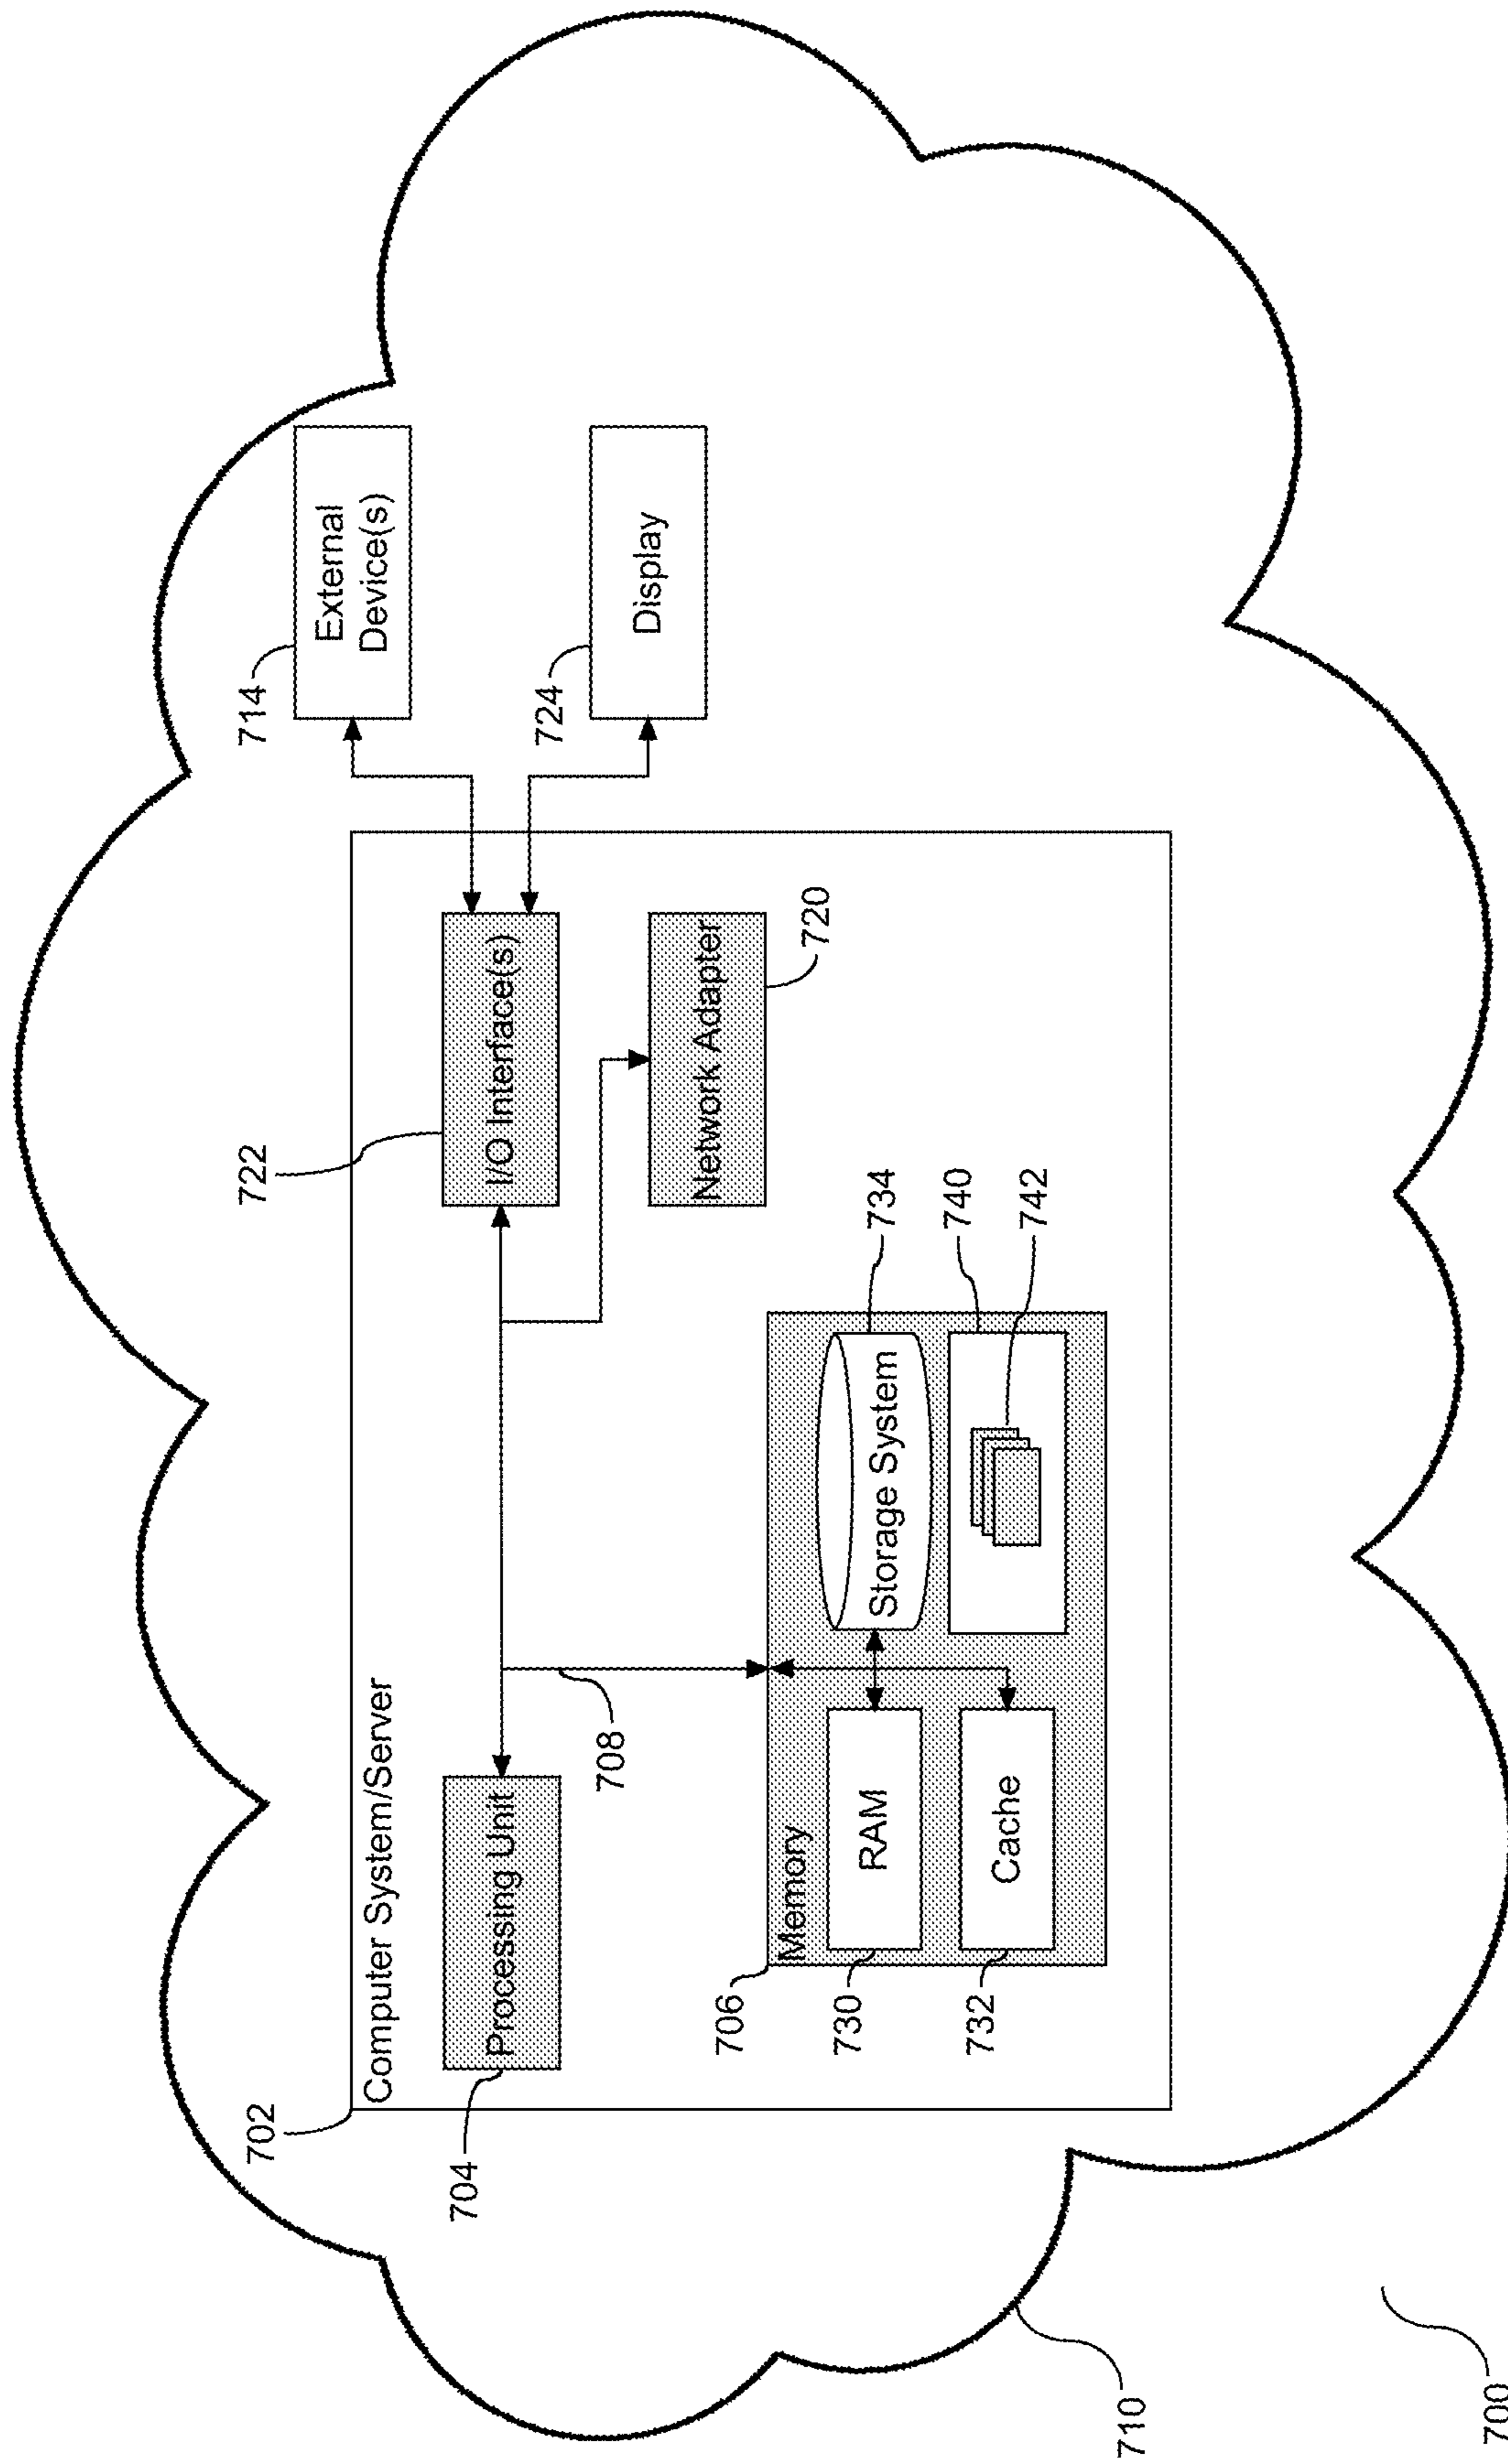 702
Computer System/Server
704
Processing Unit
708
722
I/O Interface(s)
714
External
Device(s)
724
Display
Network Adapter
720
706
Memory
730
RAM
732
Cache
Storage System
734
740
742
710
700